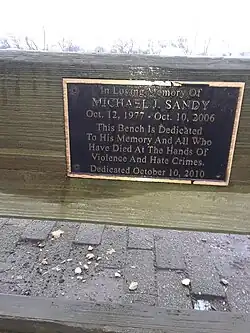 In Loving Memory Of
MICHAEL J. SANDY
Oct. 12, 1977 - Oct. 10, 2006
This Bench Is Dedicated
To His Memory And All Who
Have Died At The Hands Of
Violence And Hate Crimes.
Dedicated October 10, 2010